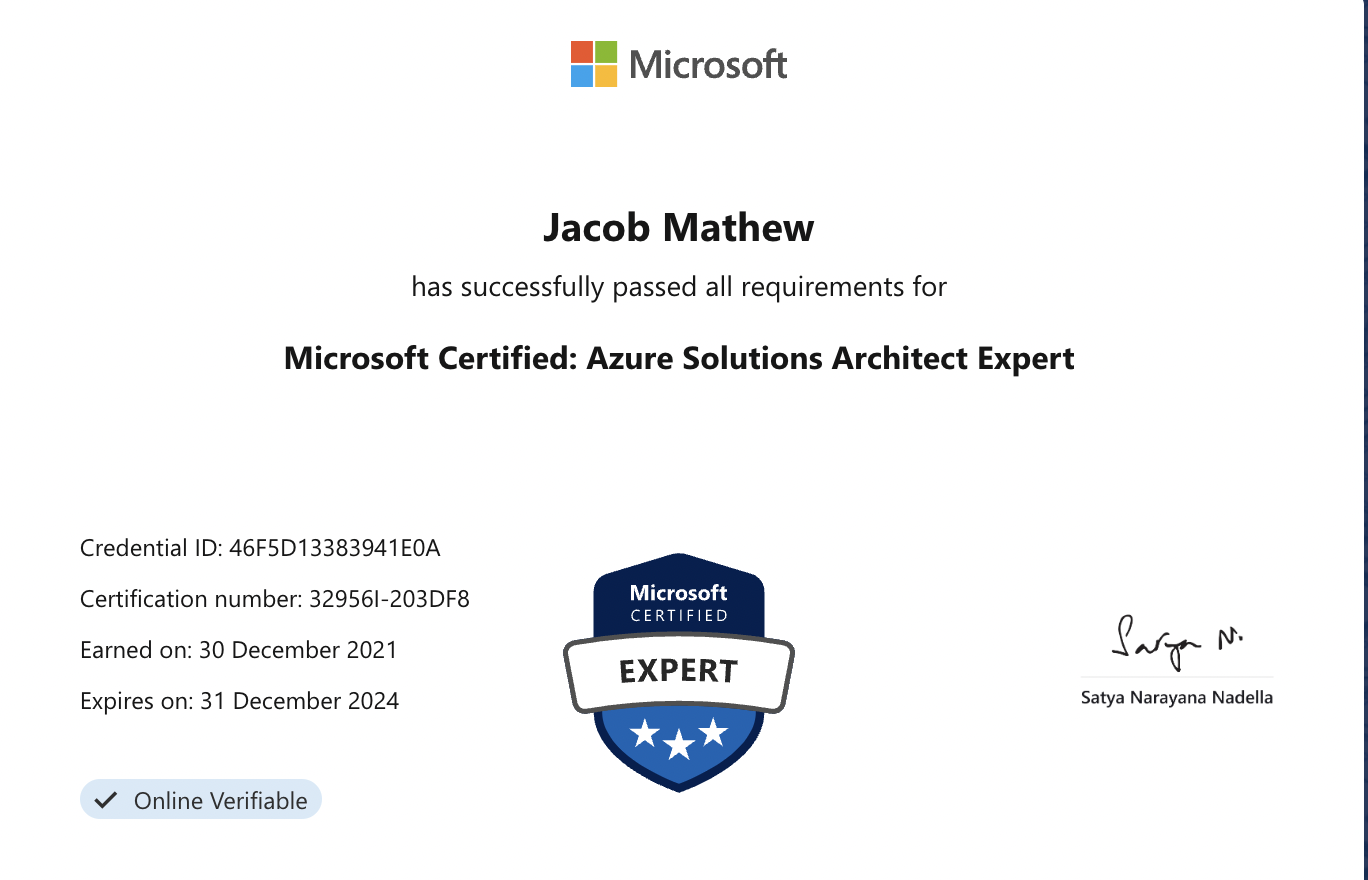 Microsoft
Jacob Mathew
has successfully passed all requirements for
Microsoft Certified: Azure Solutions Architect Expert
Credential ID: 46F5D13383941E0A
Certification number: 32956I-203DF8
Earned on: 30 December 2021
Expires on: 31 December 2024
Online Verifiable
Microsoft
CERTIFIED
EXPERT
Satya N.
Satya Narayana Nadella